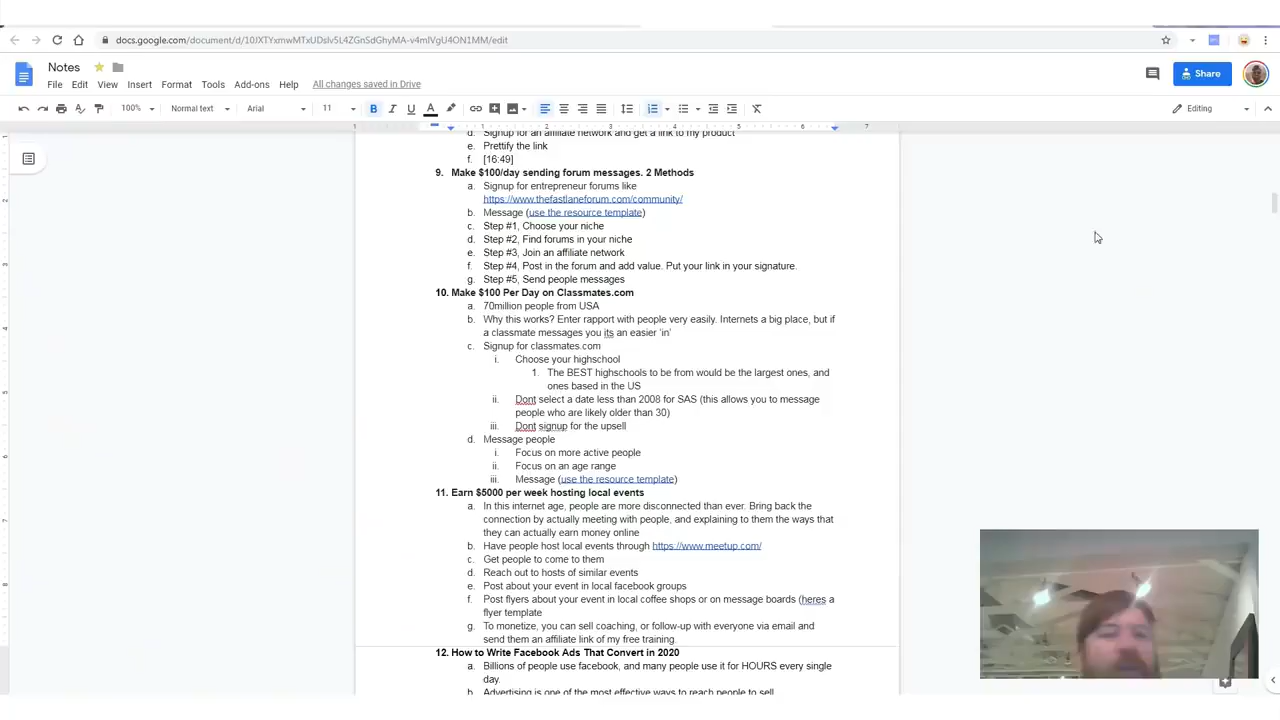 docs.google.com/document/d/10JXTYxmwMTxUDslv5L4ZGnSdGhyMA-v4mlVgU4ON1MM/edit
Notes
File Edit View Insert Format Tools Add-ons Help All changes saved in Drive
Share
100% Normal text Arial 11 B I U A Editing
1 1 2 3 4 5 6 7
d. Signup for an affiliate network and get a link to my product
e. Prettify the link
f. [16:49]
9. Make $100/day sending forum messages. 2 Methods
a. Signup for entrepreneur forums like
https://www.thefastlaneforum.com/community/
b. Message (use the resource template)
c. Step #1, Choose your niche
d. Step #2, Find forums in your niche
e. Step #3, Join an affiliate network
f. Step #4, Post in the forum and add value. Put your link in your signature.
g. Step #5, Send people messages
10. Make $100 Per Day on Classmates.com
a. 70million people from USA
b. Why this works? Enter rapport with people very easily. Internets a big place, but if
a classmate messages you its an easier 'in'
c. Signup for classmates.com
i. Choose your highschool
1. The BEST highschools to be from would be the largest ones, and
ones based in the US
ii. Dont select a date less than 2008 for SAS (this allows you to message
people who are likely older than 30)
iii. Dont signup for the upsell
d. Message people
i. Focus on more active people
ii. Focus on an age range
iii. Message (use the resource template)
11. Earn $5000 per week hosting local events
a. In this internet age, people are more disconnected than ever. Bring back the
connection by actually meeting with people, and explaining to them the ways that
they can actually earn money online
b. Have people host local events through https://www.meetup.com/
c. Get people to come to them
d. Reach out to hosts of similar events
e. Post about your event in local facebook groups
f. Post flyers about your event in local coffee shops or on message boards (heres a
flyer template
g. To monetize, you can sell coaching, or follow-up with everyone via email and
send them an affiliate link of my free training.
12. How to Write Facebook Ads That Convert in 2020
a. Billions of people use facebook, and many people use it for HOURS every single
day.
b. Advertising is one of the most effective ways to reach people to sell